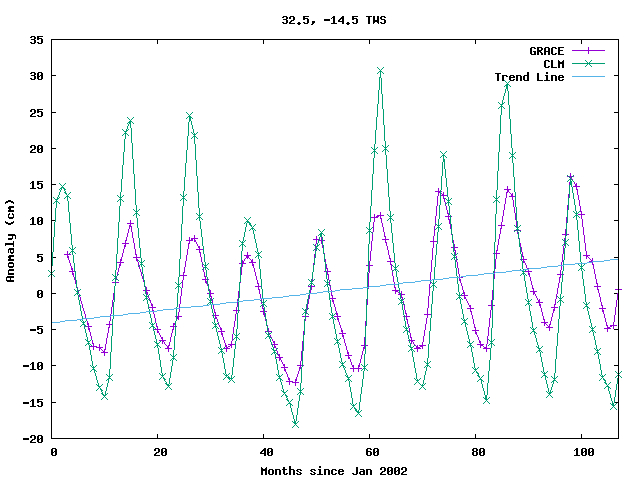 32.5, -14.5 TWS
GRACE
CLM
Trend Line
35
30
25
20
15
10
5
0
-5
-10
-15
-20
Anomaly (cm)
0 20 40 60 80 100
Months since Jan 2002